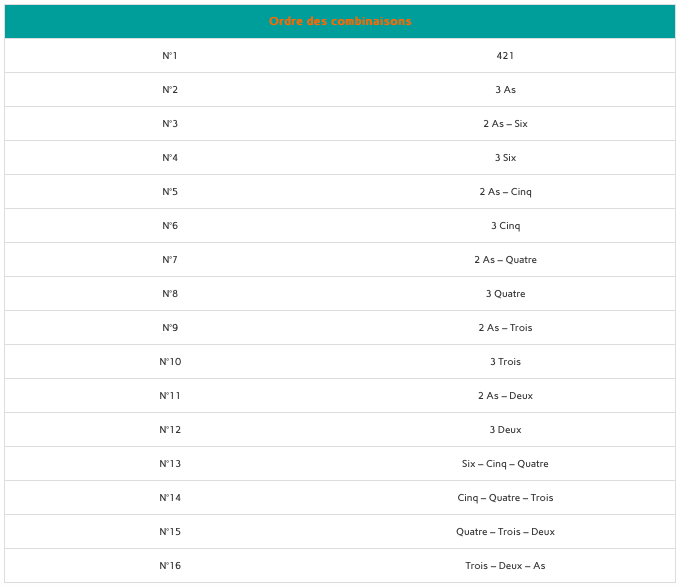 Ordre des combinaisons
N°1 421
N°2 3 As
N°3 2 As – Six
N°4 3 Six
N°5 2 As – Cinq
N°6 3 Cinq
N°7 2 As – Quatre
N°8 3 Quatre
N°9 2 As – Trois
N°10 3 Trois
N°11 2 As – Deux
N°12 3 Deux
N°13 Six – Cinq – Quatre
N°14 Cinq – Quatre – Trois
N°15 Quatre – Trois – Deux
N°16 Trois – Deux – As